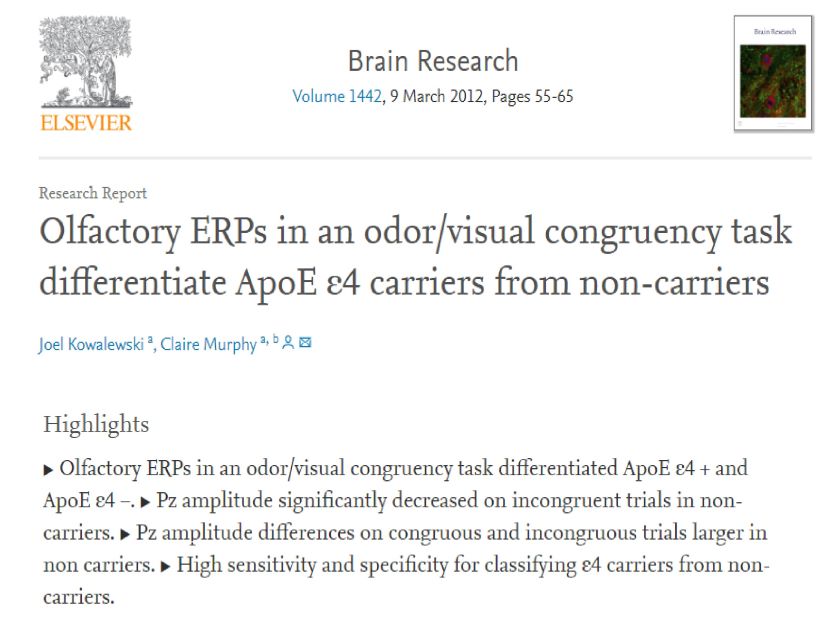 ELSEVIER
Brain Research
Volume 1442, 9 March 2012, Pages 55-65
Brain Research
Research Report
Olfactory ERPs in an odor/visual congruency task
differentiate ApoE ε4 carriers from non-carriers
Joel Kowalewski a, Claire Murphy a, b
Highlights
▶ Olfactory ERPs in an odor/visual congruency task differentiated ApoE ε4 + and
ApoE ε4 −. ▶ Pz amplitude significantly decreased on incongruent trials in non-
carriers. ▶ Pz amplitude differences on congruous and incongruous trials larger in
non carriers. ▶ High sensitivity and specificity for classifying ε4 carriers from non-
carriers.